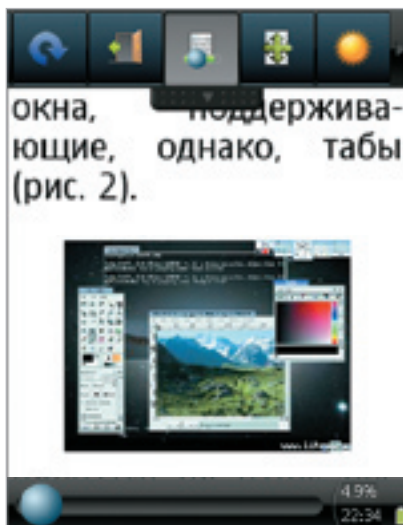 окна, поддержива-
ющие, однако, табы
(рис. 2).
4.9%
22:34